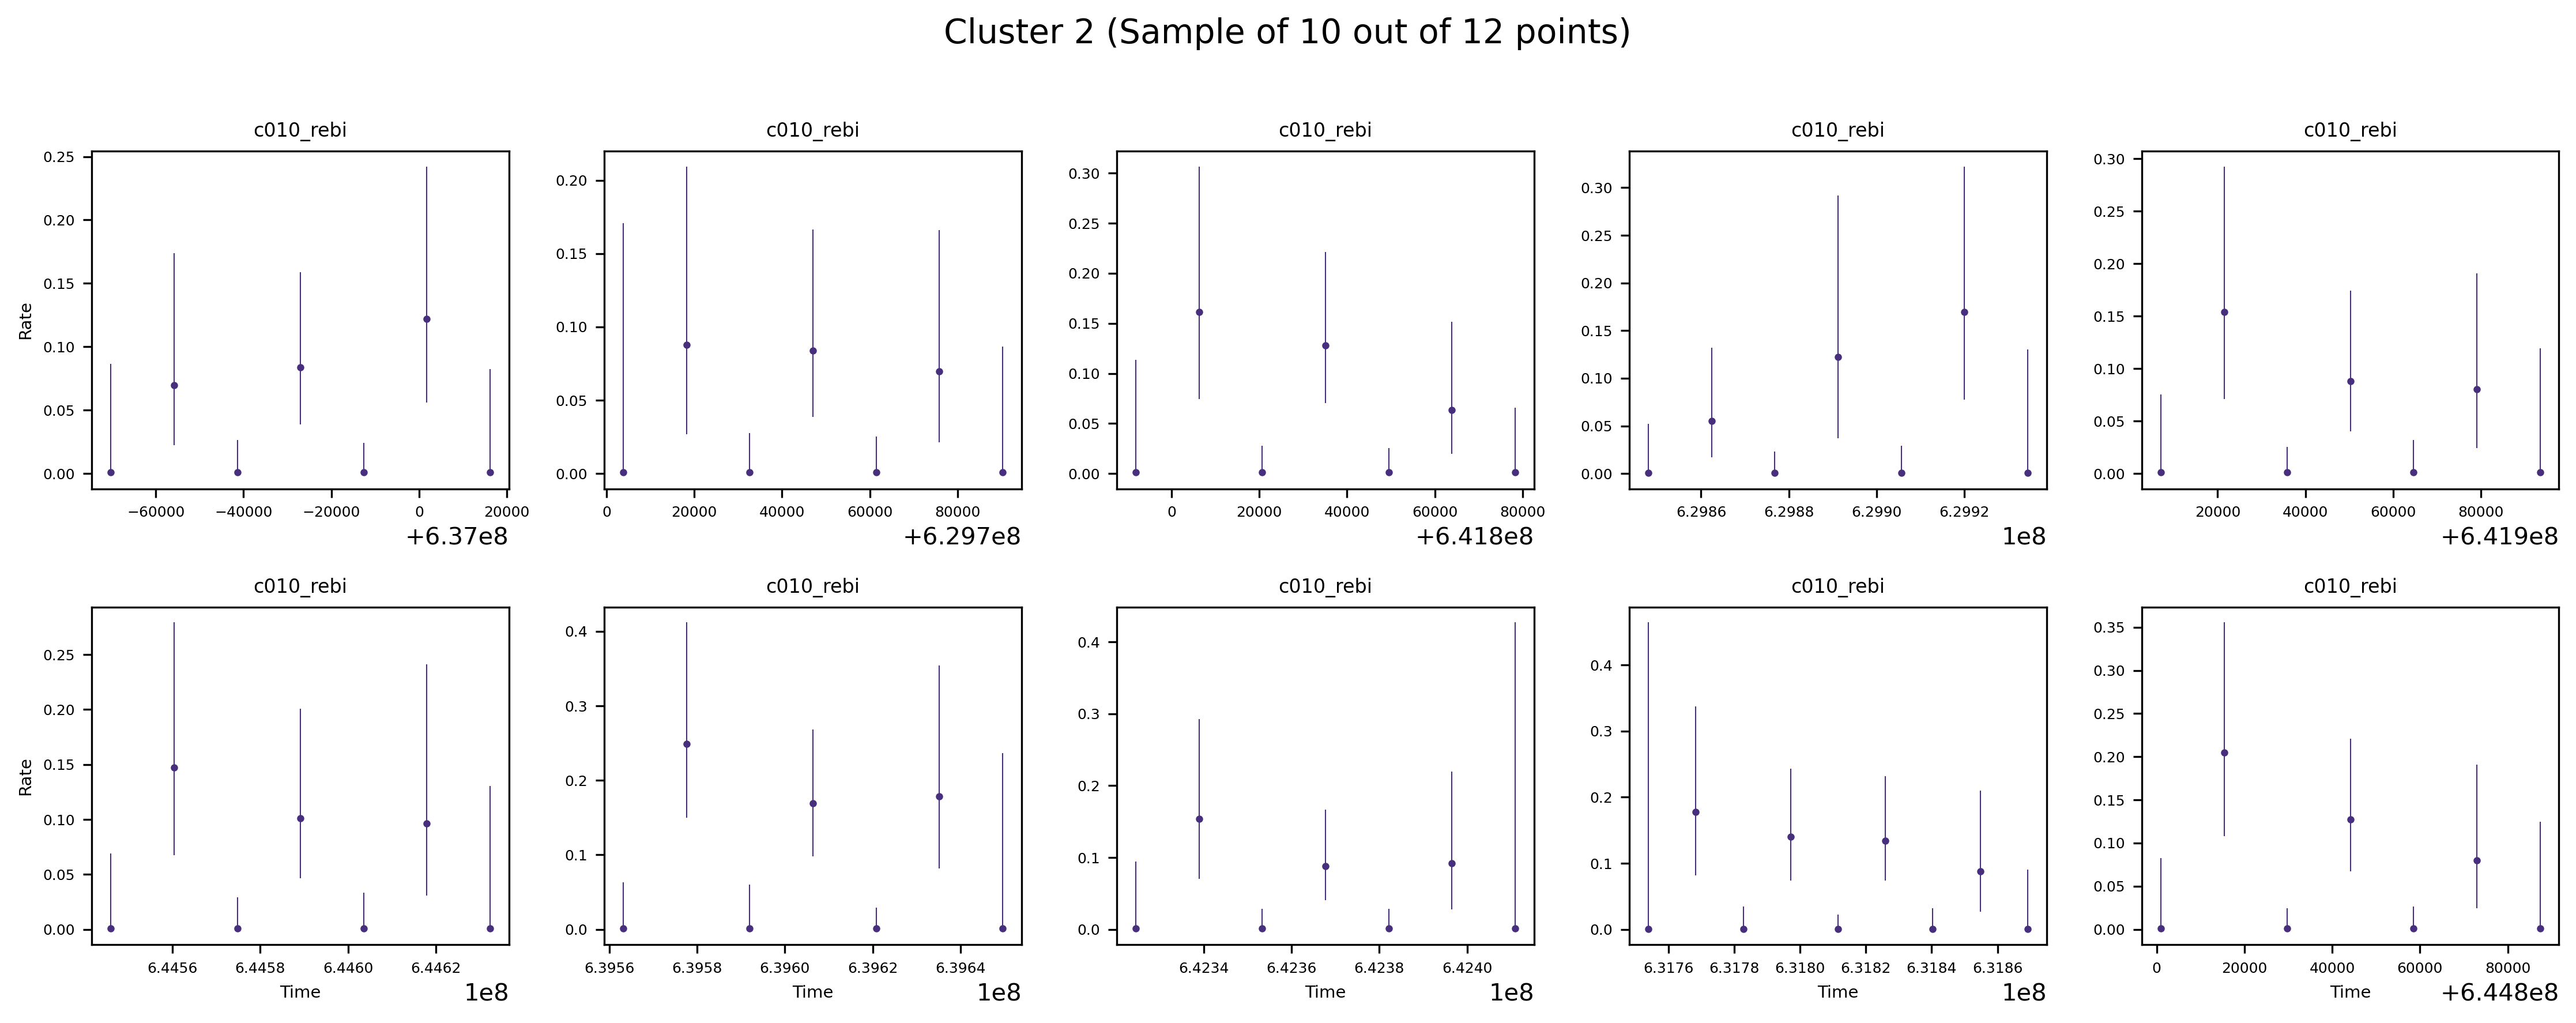 Cluster 2 (Sample of 10 out of 12 points)
c010_rebi c010_rebi c010_rebi c010_rebi c010_rebi
Rate
0.25
0.20
0.15
0.10
0.05
0.00
−60000 −40000 −20000 0 20000
+6.37e8
0.20
0.15
0.10
0.05
0.00
0 20000 40000 60000 80000
+6.297e8
0.30
0.25
0.20
0.15
0.10
0.05
0.00
0 20000 40000 60000 80000
+6.418e8
0.30
0.25
0.20
0.15
0.10
0.05
0.00
6.2986 6.2988 6.2990 6.2992
1e8
0.30
0.25
0.20
0.15
0.10
0.05
0.00
20000 40000 60000 80000
+6.419e8
c010_rebi c010_rebi c010_rebi c010_rebi c010_rebi
Rate
0.25
0.20
0.15
0.10
0.05
0.00
6.4456 6.4458 6.4460 6.4462
Time 1e8
0.4
0.3
0.2
0.1
0.0
6.3956 6.3958 6.3960 6.3962 6.3964
Time 1e8
0.4
0.3
0.2
0.1
0.0
6.4234 6.4236 6.4238 6.4240
Time 1e8
0.4
0.3
0.2
0.1
0.0
6.3176 6.3178 6.3180 6.3182 6.3184 6.3186
Time 1e8
0.35
0.30
0.25
0.20
0.15
0.10
0.05
0.00
0 20000 40000 60000 80000
Time +6.448e8